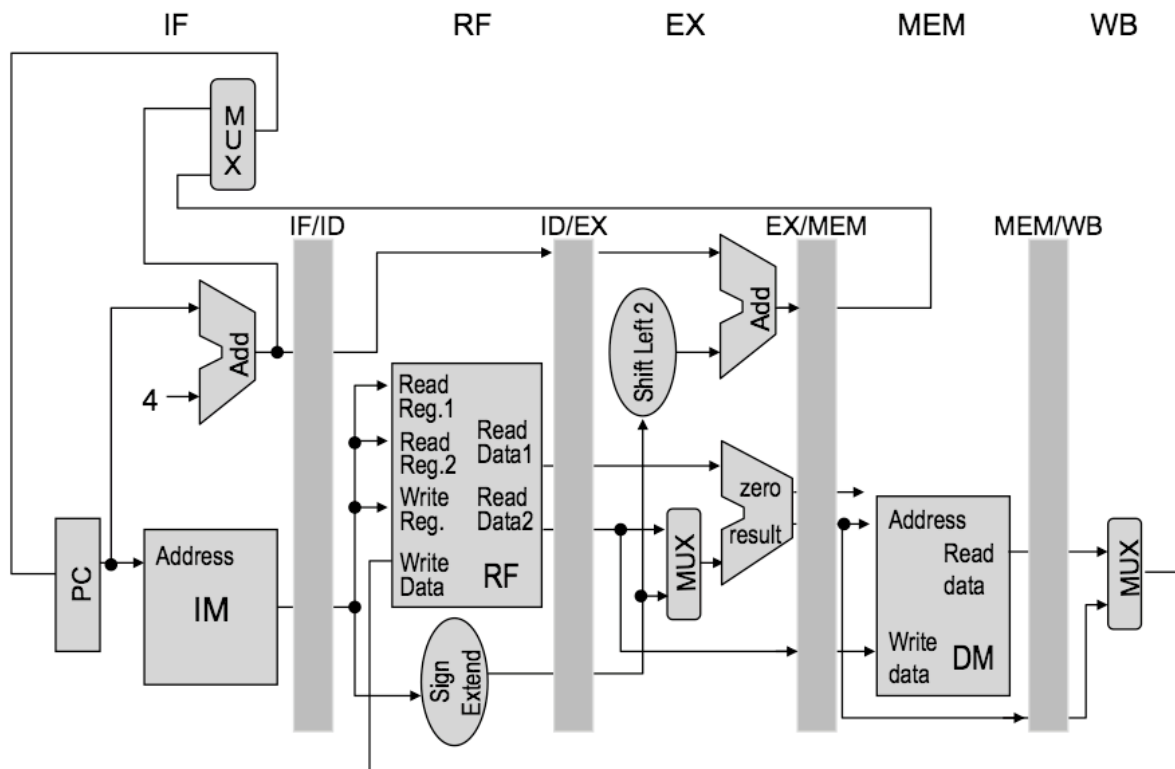 IF
RF
EX
MEM
WB
MUX
IF/ID
ID/EX
EX/MEM
MEM/WB
Add
4
Shift Left 2
Add
Read
Reg.1
Read
Reg.2
Write
Reg.
Write
Data
Read
Data1
Read
Data2
RF
zero
result
MUX
PC
Address
IM
Sign
Extend
Address
Read
data
Write
data
DM
MUX